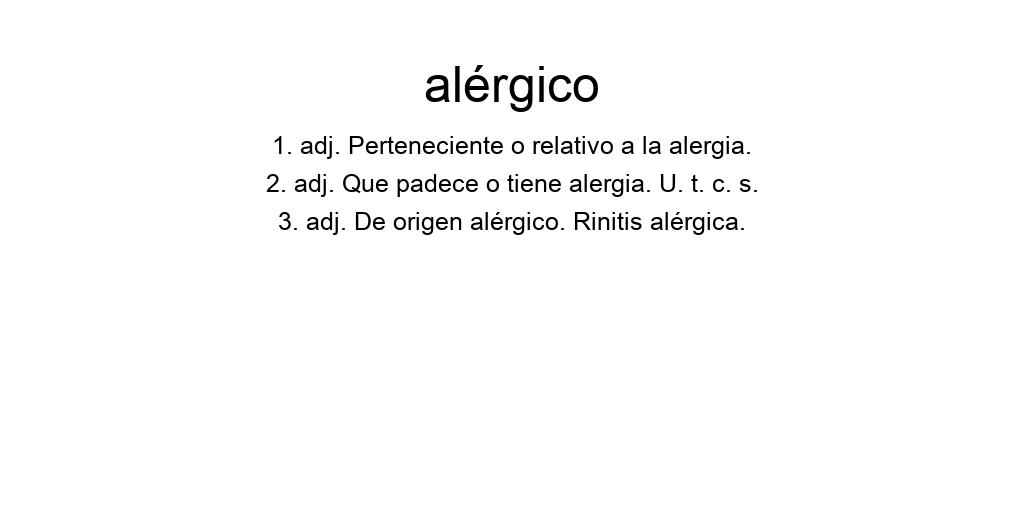 alérgico
1. adj. Perteneciente o relativo a la alergia.
2. adj. Que padece o tiene alergia. U. t. c. s.
3. adj. De origen alérgico. Rinitis alérgica.